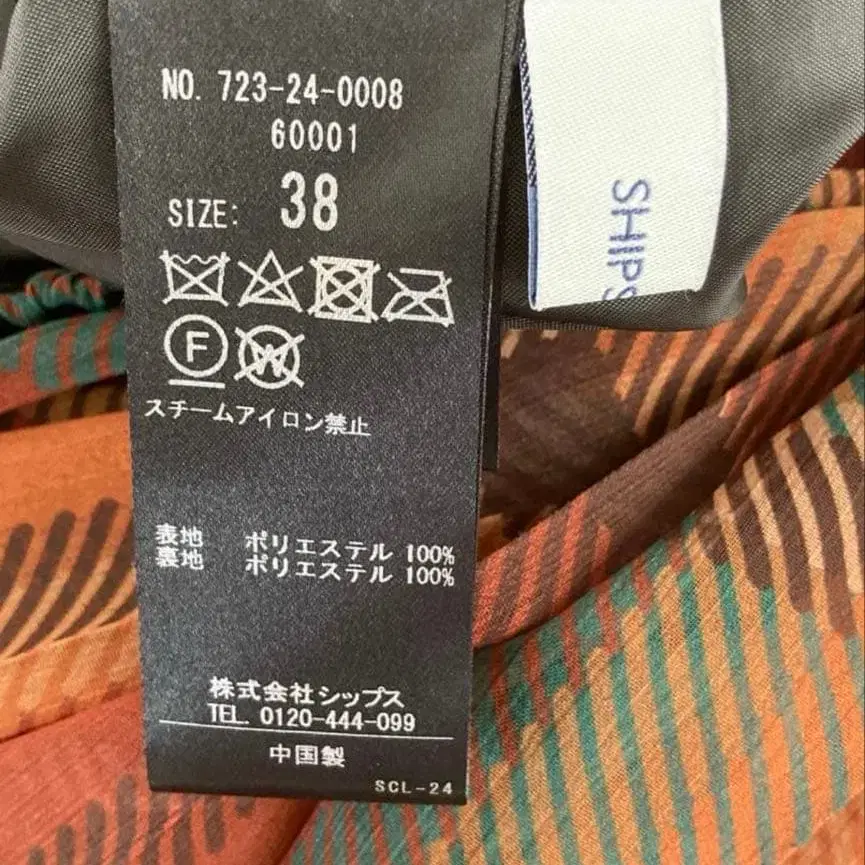 NO. 723-24-0008
60001
SIZE: 38
F
W
スチームアイロン禁止
表地 ポリエステル 100%
裏地 ポリエステル 100%
株式会社シップス
TEL. 0120-444-099
中国製
SCL-24
SHIPS